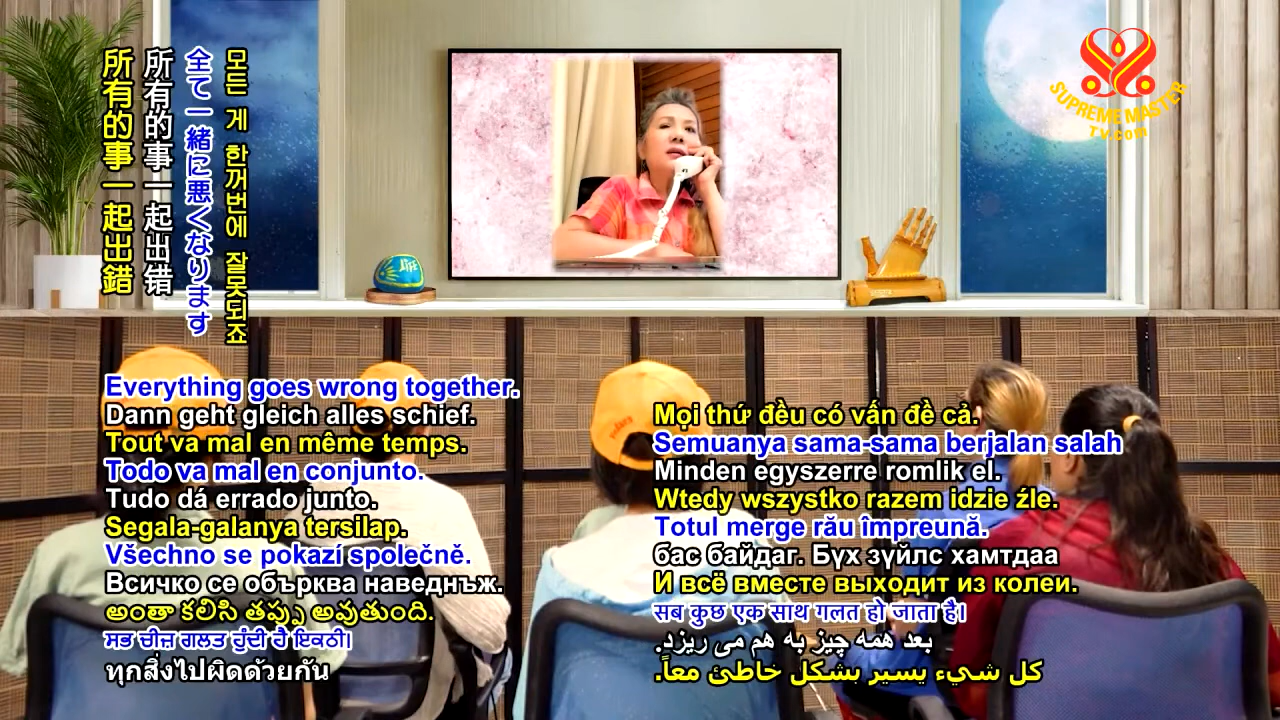 所有的事一起出錯
所有的事一起出错
全て一緒に悪くなります
모든 게 한꺼번에 잘못되죠
SUPREME MASTER
TV.com
LIFE
Everything goes wrong together.
Dann geht gleich alles schief.
Tout va mal en même temps.
Todo va mal en conjunto.
Tudo dá errado junto.
Segala-galanya tersilap.
Všechno se pokazí společně.
Всичко се обърква наведнъж.
అంతా కలిసి తప్పు అవుతుంది.
ਸਭ ਚੀਜ਼ ਗਲਤ ਹੁੰਦੀ ਹੈ ਇਕਠੀ।
ทุกสิ่งไปผิดด้วยกัน
Mọi thứ đều có vấn đề cả.
Semuanya sama-sama berjalan salah
Minden egyszerre romlik el.
Wtedy wszystko razem idzie źle.
Totul merge rău împreună.
бас байдаг. Бүх зүйлс хамтдаа
И всё вместе выходит из колеи.
सब कुछ एक साथ गलत हो जाता है।
بعد همه چیز به هم می ریزد.
كل شيء يسير بشكل خاطئ معاً.